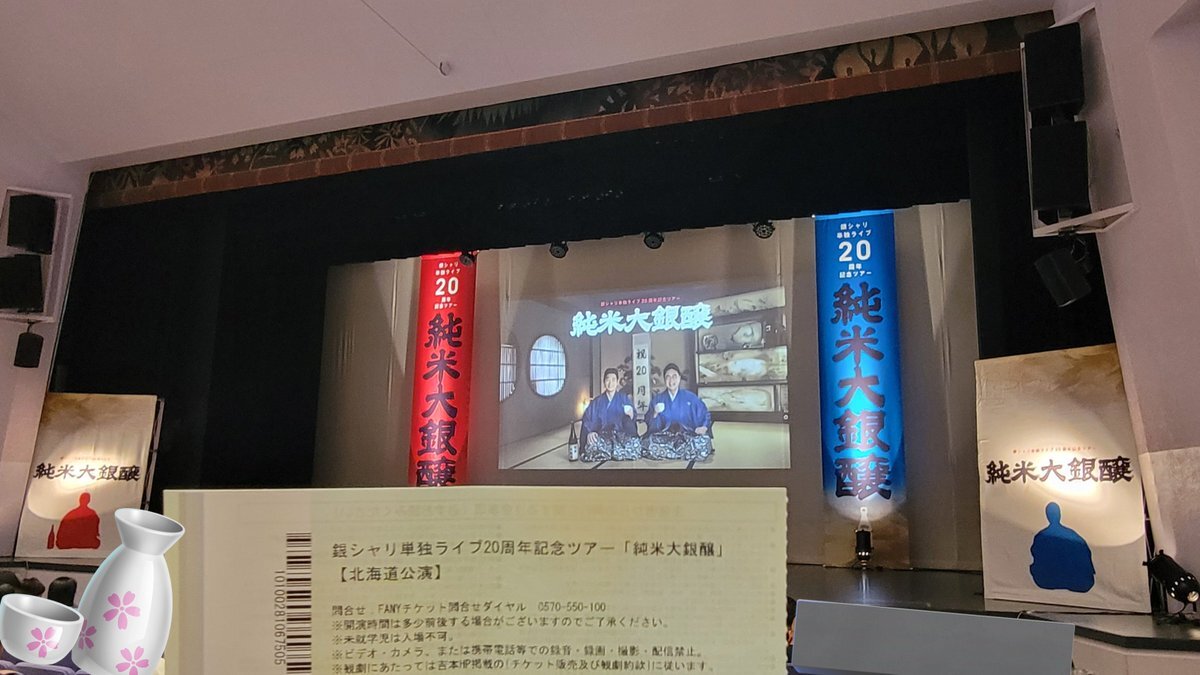 銀シャリ
単独ライブ
20
周年
記念ツアー
純米大銀醸
銀シャリ単独ライブ20周年記念ツアー
純米大銀醸
祝20周年
銀シャリ
単独ライブ
20
周年
記念ツアー
純米大銀醸
純米大銀醸
純米大銀醸
銀シャリ単独ライブ20周年記念ツアー「純米大銀醸」
【北海道公演】
問合せ．FANYチケット問合せダイヤル 0570-550-100
※開演時間は多少前後する場合がございますのでご了承ください。
※未就学児は入場不可。
※ビデオ・カメラ、または携帯電話等での録音・録画・撮影・配信禁止。
※観劇にあたっては吉本HP掲載の「チケット販売及び観劇約款」に従います。
10100281067505